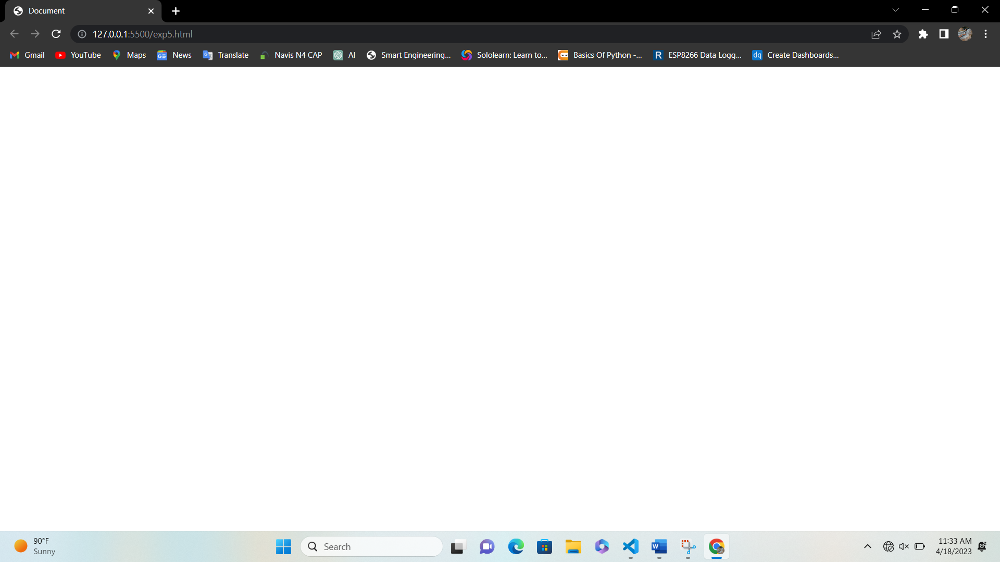 Document
127.0.0.1:5500/exp5.html
Gmail YouTube Maps News Translate Navis N4 CAP AI Smart Engineering... Sololearn: Learn to... Basics Of Python -... ESP8266 Data Logg... Create Dashboards...
90°F
Sunny
Search
11:33 AM
4/18/2023